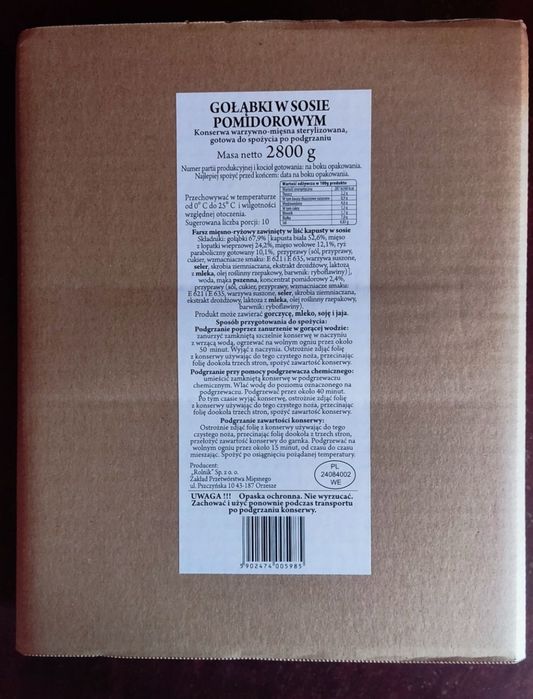 GOŁĄBKI W SOSIE
POMIDOROWYM
Konserwa warzywno-mięsna sterylizowana,
gotowa do spożycia po podgrzaniu
Masa netto 2800 g
Numer partii produkcyjnej i kocioł gotowania: na boku opakowania.
Najlepiej spożyć przed końcem: data na boku opakowania.
Wartość odżywcza w 100g produktu
Przechowywać w temperaturze
od 0° C do 25° C i wilgotności
względnej otoczenia.
Sugerowana liczba porcji: 10
Farsz mięsno-ryżowy zawinięty w liść kapusty w sosie
Składniki: gołąbki 67,9% [kapusta biała 52,6%, mięso
z łopatki wieprzowej 24,2%, mięso wołowe 12,1%, ryż
paraboliczny gotowany 10,1%, przyprawy (sól, przyprawy,
cukier, wzmacniacze smaku: E 621 i E 635, warzywa suszone,
seler, skrobia ziemniaczana, ekstrakt drożdżowy, laktoza
z mleka, olej roślinny rzepakowy, barwnik: ryboflawiny)],
woda, mąka pszenna, koncentrat pomidorowy 2,4%,
przyprawy (sól, cukier, przyprawy, wzmacniacze smaku:
E 621 i E 635, warzywa suszone, seler, skrobia ziemniaczana,
ekstrakt drożdżowy, laktoza z mleka, olej roślinny rzepakowy,
barwnik: ryboflawiny).
Produkt może zawierać gorczycę, mleko, soję i jaja.
Sposób przygotowania do spożycia:
Podgrzanie poprzez zanurzenie w gorącej wodzie:
zanurzyć zamkniętą szczelnie konserwę w naczyniu
z wrzącą wodą, ogrzewać na wolnym ogniu przez około
50 minut. Wyjąć z naczynia. Ostrożnie zdjąć folię
z konserwy używając do tego czystego noża, przecinając
folię dookoła trzech stron, spożyć zawartość konserwy.
Podgrzanie przy pomocy podgrzewacza chemicznego:
umieścić zamkniętą konserwę w podgrzewaczu
chemicznym. Wlać wodę do poziomu oznaczonego na
podgrzewaczu. Podgrzewać przez około 40 minut.
Po tym czasie wyjąć konserwę, ostrożnie zdjąć folię
z konserwy używając do tego czystego noża, przecinając
folię dookoła trzech stron, spożyć zawartość konserwy.
Podgrzanie zawartości konserwy:
Ostrożnie zdjąć folię z konserwy używając do tego
czystego noża, przecinając folię dookoła z trzech stron,
przełożyć zawartość konserwy do garnka. Podgrzewać na
wolnym ogniu przez około 15 minut, od czasu do czasu
mieszając. Spożyć po osiągnięciu pożądanej temperatury.
Producent:
„Rolnik" Sp. z o. o.
Zakład Przetwórstwa Mięsnego
ul. Pszczyńska 10 43-187 Orzesze
PL
24084002
WE
UWAGA !!! Opaska ochronna. Nie wyrzucać.
Zachować i użyć ponownie podczas transportu
po podgrzaniu konserwy.
5902474005985